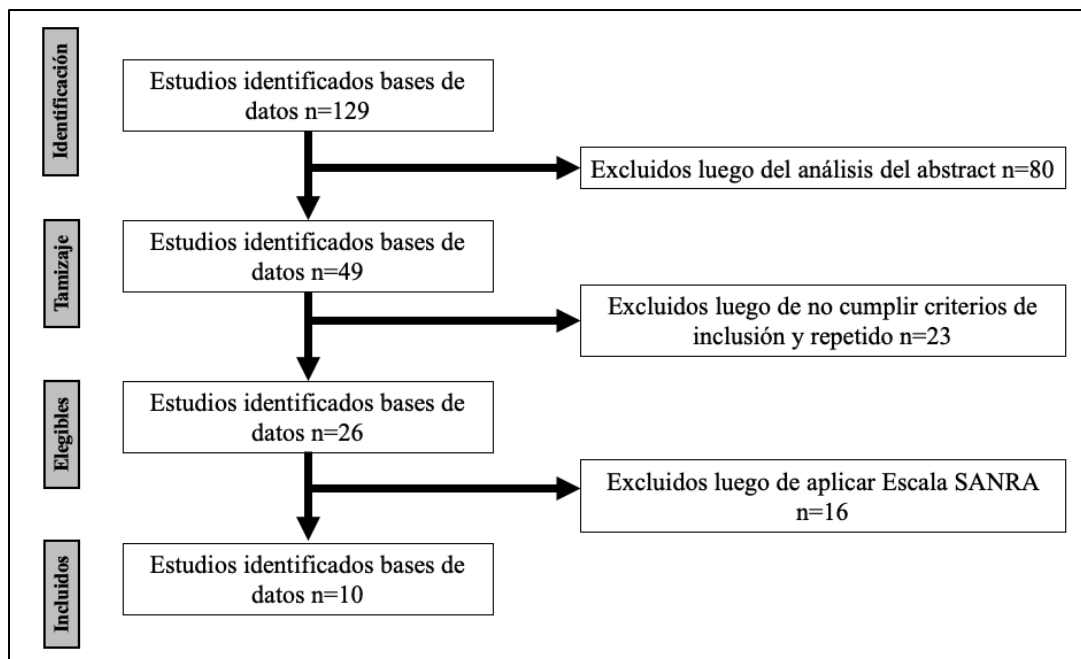 Identificación
Estudios identificados bases de
datos n=129
Excluidos luego del análisis del abstract n=80
Tamizaje
Estudios identificados bases de
datos n=49
Excluidos luego de no cumplir criterios de
inclusión y repetido n=23
Elegibles
Estudios identificados bases de
datos n=26
Excluidos luego de aplicar Escala SANRA
n=16
Incluidos
Estudios identificados bases de
datos n=10